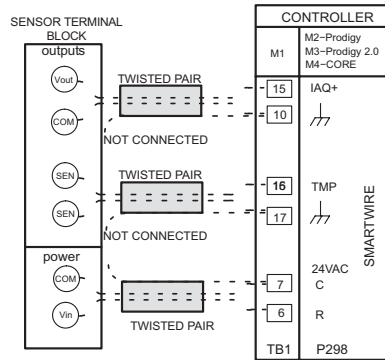 SENSOR TERMINAL
BLOCK
outputs
Vout
COM
SEN
SEN
power
COM
Vin
TWISTED PAIR
NOT CONNECTED
TWISTED PAIR
NOT CONNECTED
TWISTED PAIR
CONTROLLER
M1
M2-Prodigy
M3-Prodigy 2.0
M4-CORE
15 IAQ+
10
16 TMP
17
24VAC
7 C
6 R
SMARTWIRE
TB1 P298